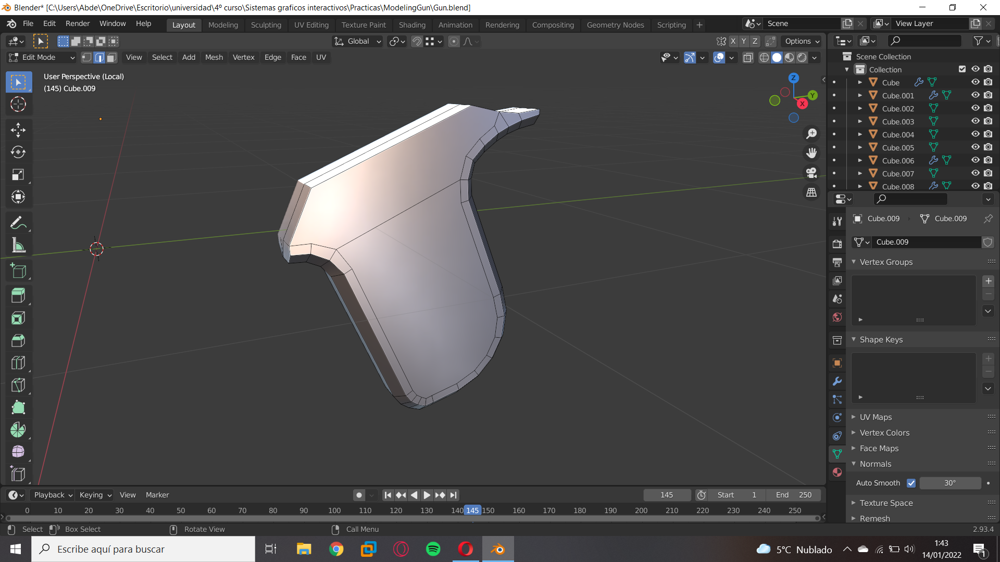 Blender* [C:\Users\Abde\OneDrive\Escritorio\universidad\4º curso\Sistemas graficos interactivos\Practicas\ModelingGun\Gun.blend]
File Edit Render Window Help Layout Modeling Sculpting UV Editing Texture Paint Shading Animation Rendering Compositing Geometry Nodes Scripting + Scene View Layer
Global X Y Z Options
Edit Mode View Select Add Mesh Vertex Edge Face UV
User Perspective (Local)
(145) Cube.009
Z
Y
X
Scene Collection
Collection
Cube
Cube.001
Cube.002
Cube.003
Cube.004
Cube.005
Cube.006
Cube.007
Cube.008
Cube.009 Cube.009
Cube.009
Vertex Groups
Shape Keys
UV Maps
Vertex Colors
Face Maps
Normals
Auto Smooth 30°
Texture Space
Remesh
Playback Keying View Marker 145 Start 1 End 250
0 10 20 30 40 50 60 70 80 90 100 110 120 130 140 145 150 160 170 180 190 200 210 220 230 240 250
Select Box Select Rotate View Call Menu 2.93.4
Escribe aquí para buscar
5°C Nublado
1:43
14/01/2022
1